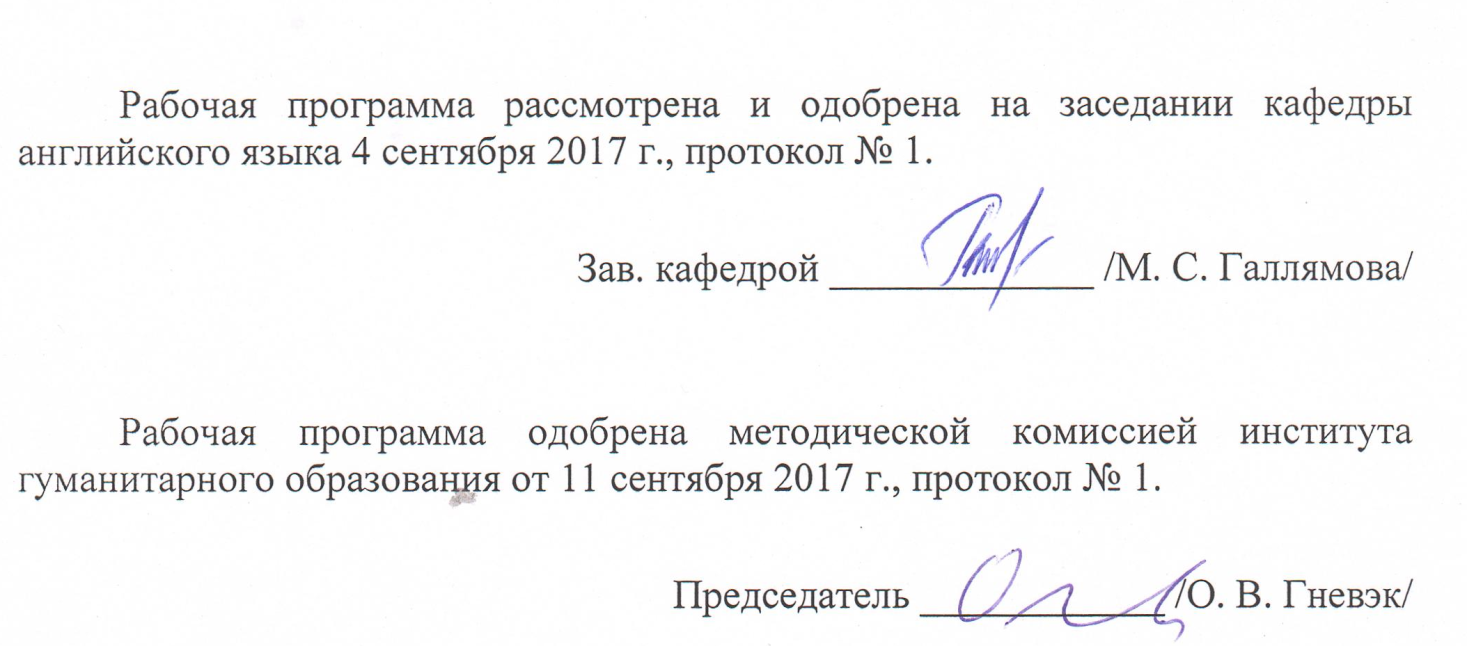 Рабочая программа рассмотрена и одобрена на заседании кафедры
английского языка 4 сентября 2017 г., протокол № 1.
Зав. кафедрой ______________ /М. С. Галлямова/
Рабочая программа одобрена методической комиссией института
гуманитарного образования от 11 сентября 2017 г., протокол № 1.
Председатель _____________ /О. В. Гневэк/